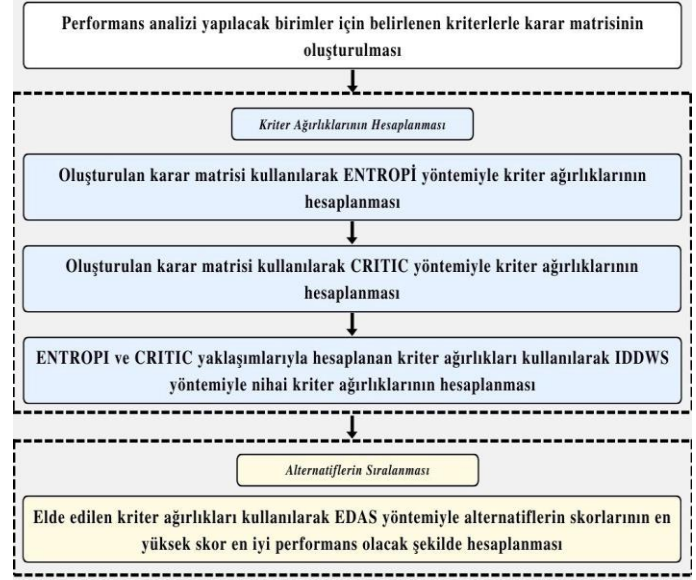 Performans analizi yapılacak birimler için belirlenen kriterlerle karar matrisinin
oluşturulması
Kriter Ağırlıklarının Hesaplanması
Oluşturulan karar matrisi kullanılarak ENTROPİ yöntemiyle kriter ağırlıklarının
hesaplanması
Oluşturulan karar matrisi kullanılarak CRITIC yöntemiyle kriter ağırlıklarının
hesaplanması
ENTROPI ve CRITIC yaklaşımlarıyla hesaplanan kriter ağırlıkları kullanılarak IDDWS
yöntemiyle nihai kriter ağırlıklarının hesaplanması
Alternatiflerin Sıralanması
Elde edilen kriter ağırlıkları kullanılarak EDAS yöntemiyle alternatiflerin skorlarının en
yüksek skor en iyi performans olacak şekilde hesaplanması